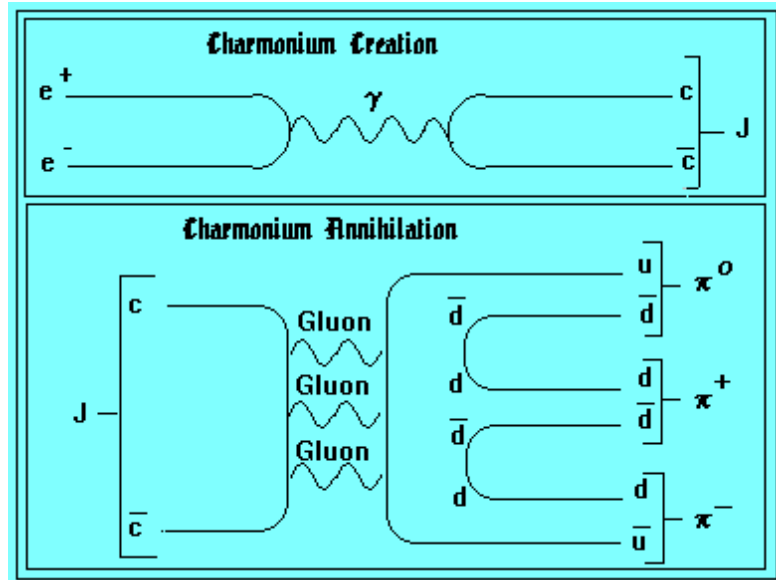 Charmonium Creation
e⁺ γ c
e⁻ c̅ J
Charmonium Annihilation
u π⁰
c d̅ d̅
Gluon
d d π⁺
J Gluon
d̅ d̅
Gluon
d d π⁻
c̅ u̅